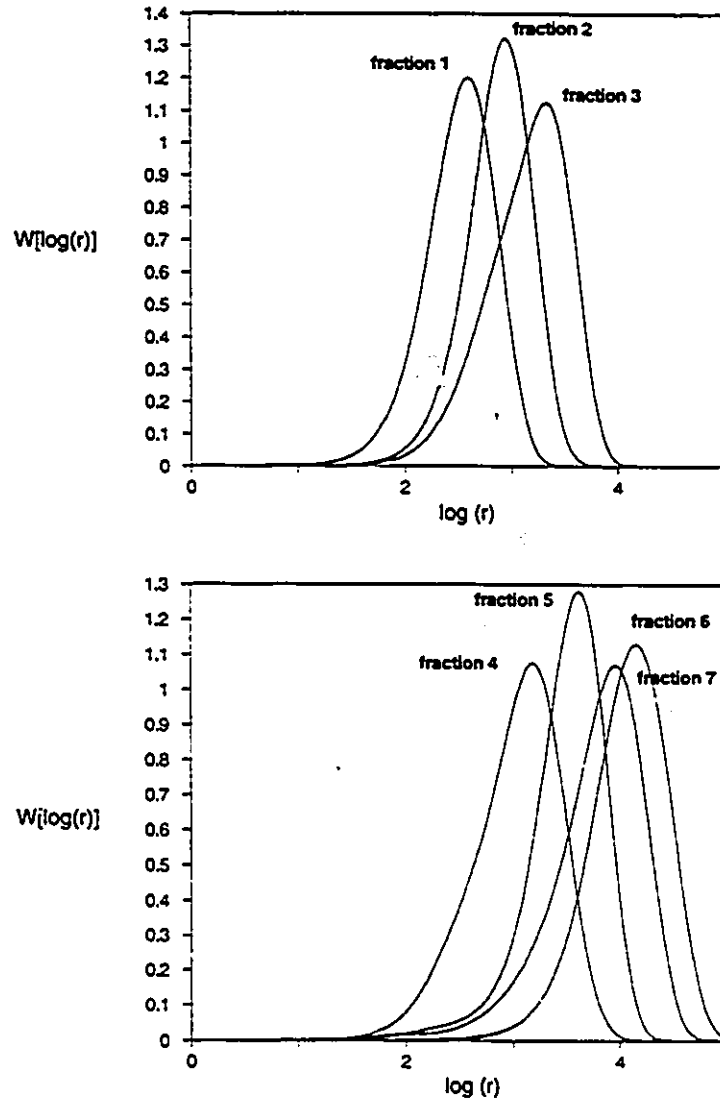 1.4
fraction 2
1.3
fraction 1
1.2
fraction 3
1.1
1
0.9
0.8
W[log(r)]
0.7
0.6
0.5
0.4
0.3
0.2
0.1
0
0 2 4
log (r)
1.3
fraction 5
1.2
fraction 6
1.1
fraction 4
fraction 7
1
0.9
0.8
0.7
W[log(r)]
0.6
0.5
0.4
0.3
0.2
0.1
0
0 2 4
log (r)